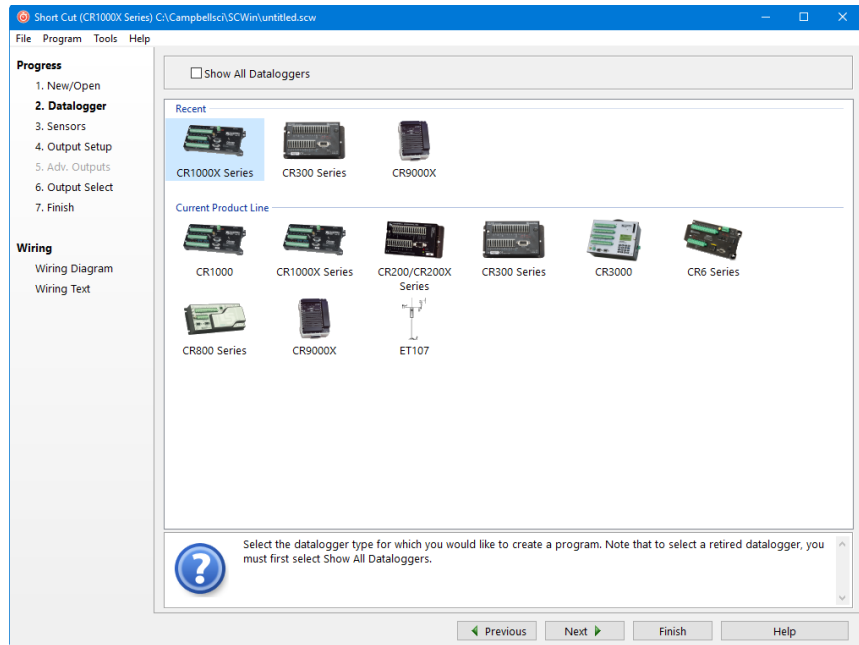 Short Cut (CR1000X Series) C:\Campbellsci\SCWin\untitled.scw
File Program Tools Help
Progress
1. New/Open
2. Datalogger
3. Sensors
4. Output Setup
5. Adv. Outputs
6. Output Select
7. Finish
Wiring
Wiring Diagram
Wiring Text
Show All Dataloggers
Recent
CR1000X Series CR300 Series CR9000X
Current Product Line
CR1000 CR1000X Series CR200/CR200X Series CR300 Series CR3000 CR6 Series
CR800 Series CR9000X ET107
Select the datalogger type for which you would like to create a program. Note that to select a retired datalogger, you
must first select Show All Dataloggers.
Previous Next Finish Help